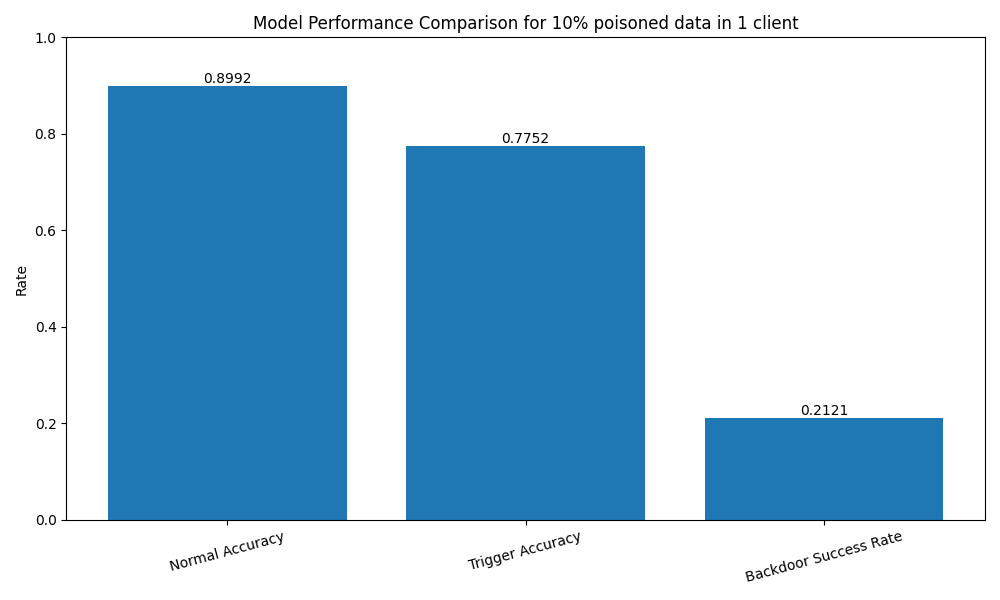 Model Performance Comparison for 10% poisoned data in 1 client
1.0
0.8
0.6
0.4
0.2
0.0
Rate
0.8992
0.7752
0.2121
Normal Accuracy
Trigger Accuracy
Backdoor Success Rate